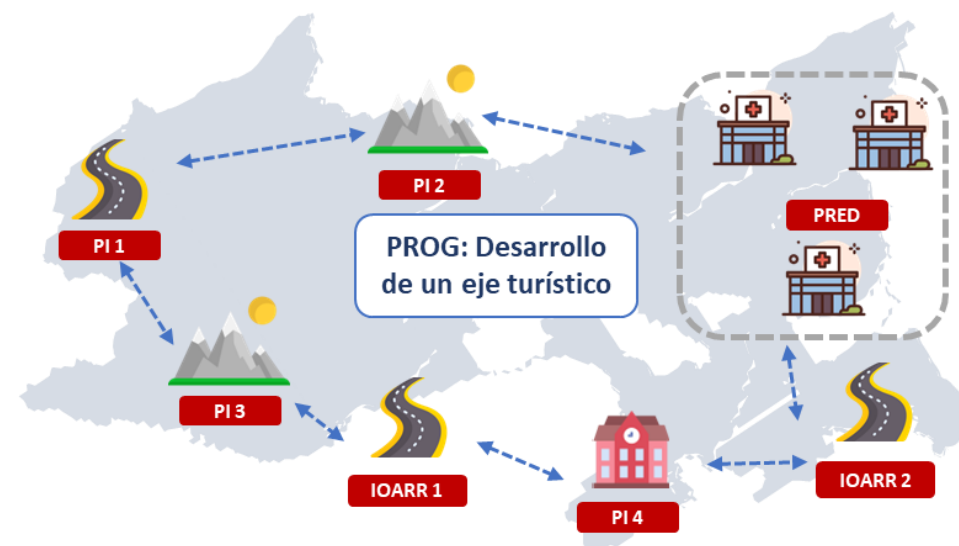 PI 2
PRED
PI 1
PROG: Desarrollo
de un eje turístico
PI 3
IOARR 1
IOARR 2
PI 4